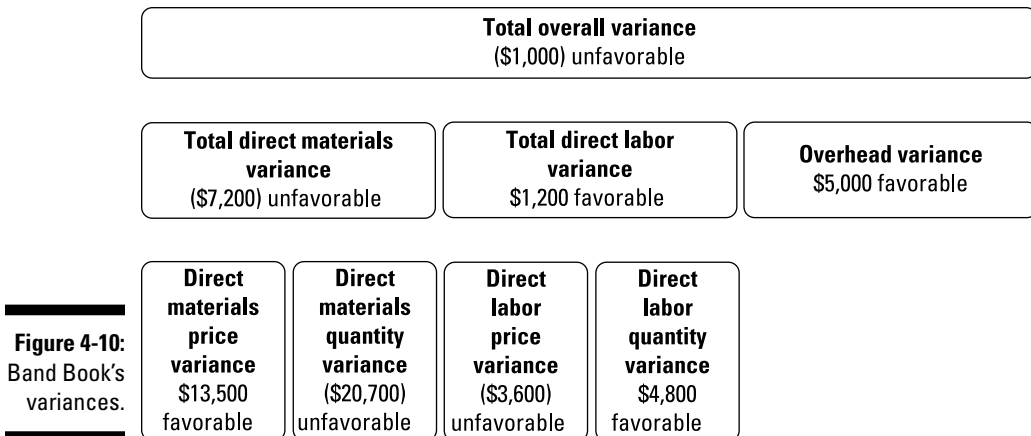 Total overall variance
($1,000) unfavorable
Total direct materials
variance
($7,200) unfavorable
Total direct labor
variance
$1,200 favorable
Overhead variance
$5,000 favorable
Direct
materials
price
variance
$13,500
favorable
Direct
materials
quantity
variance
($20,700)
unfavorable
Direct
labor
price
variance
($3,600)
unfavorable
Direct
labor
quantity
variance
$4,800
favorable
Figure 4-10:
Band Book's
variances.